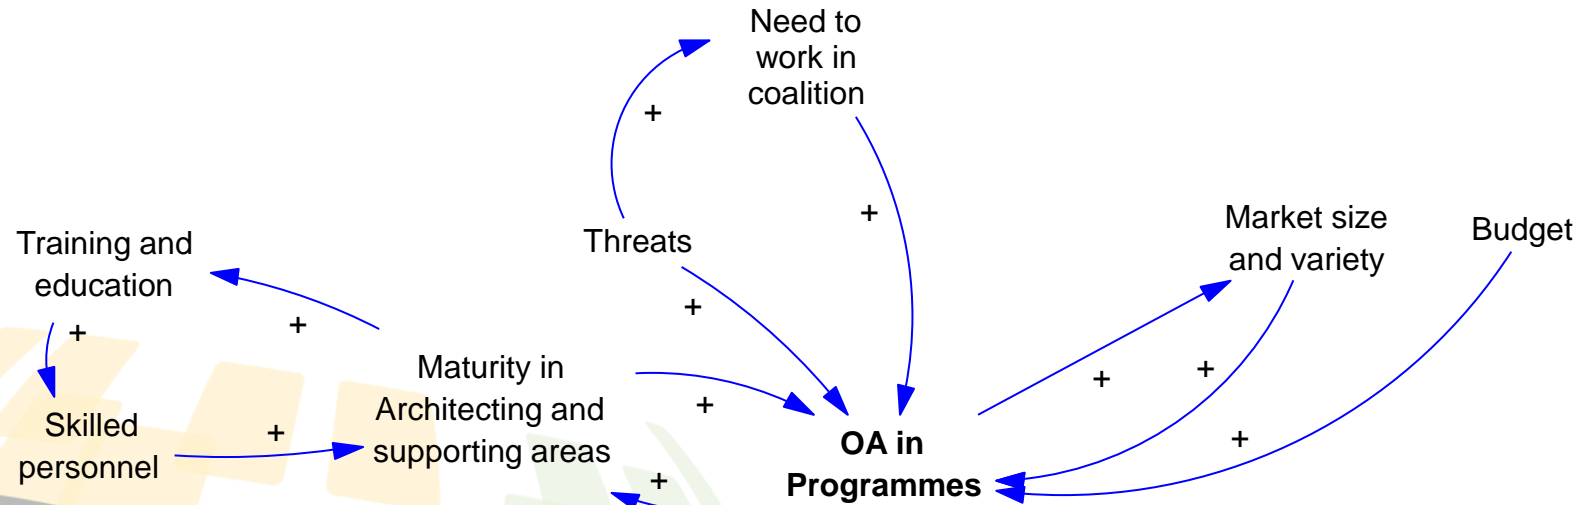 Need to
work in
coalition
+
+
Threats
Market size
and variety
Budget
Training and
education
+
+
+
Maturity in
Architecting and
supporting areas
+
+
+
Skilled
personnel
+
OA in
Programmes
+
+